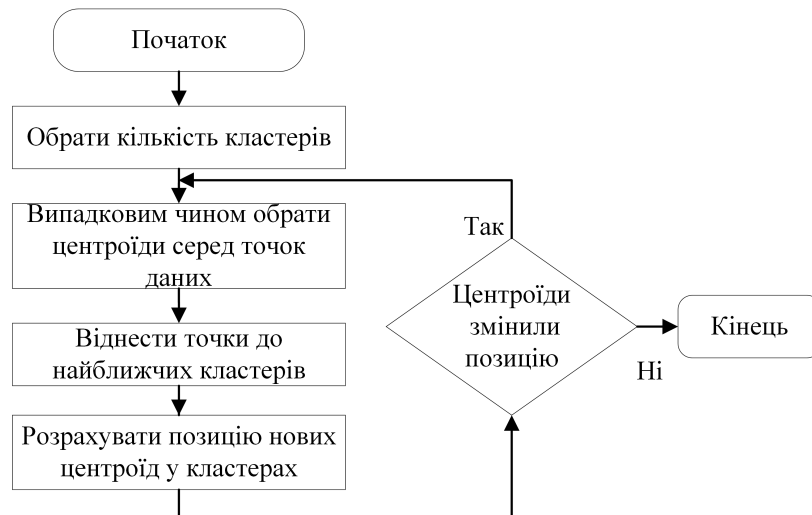 Початок
Обрати кількість кластерів
Випадковим чином обрати
центроїди серед точок
даних
Віднести точки до
найближчих кластерів
Розрахувати позицію нових
центроїд у кластерах
Так
Центроїди
змінили
позицію
Ні
Кінець